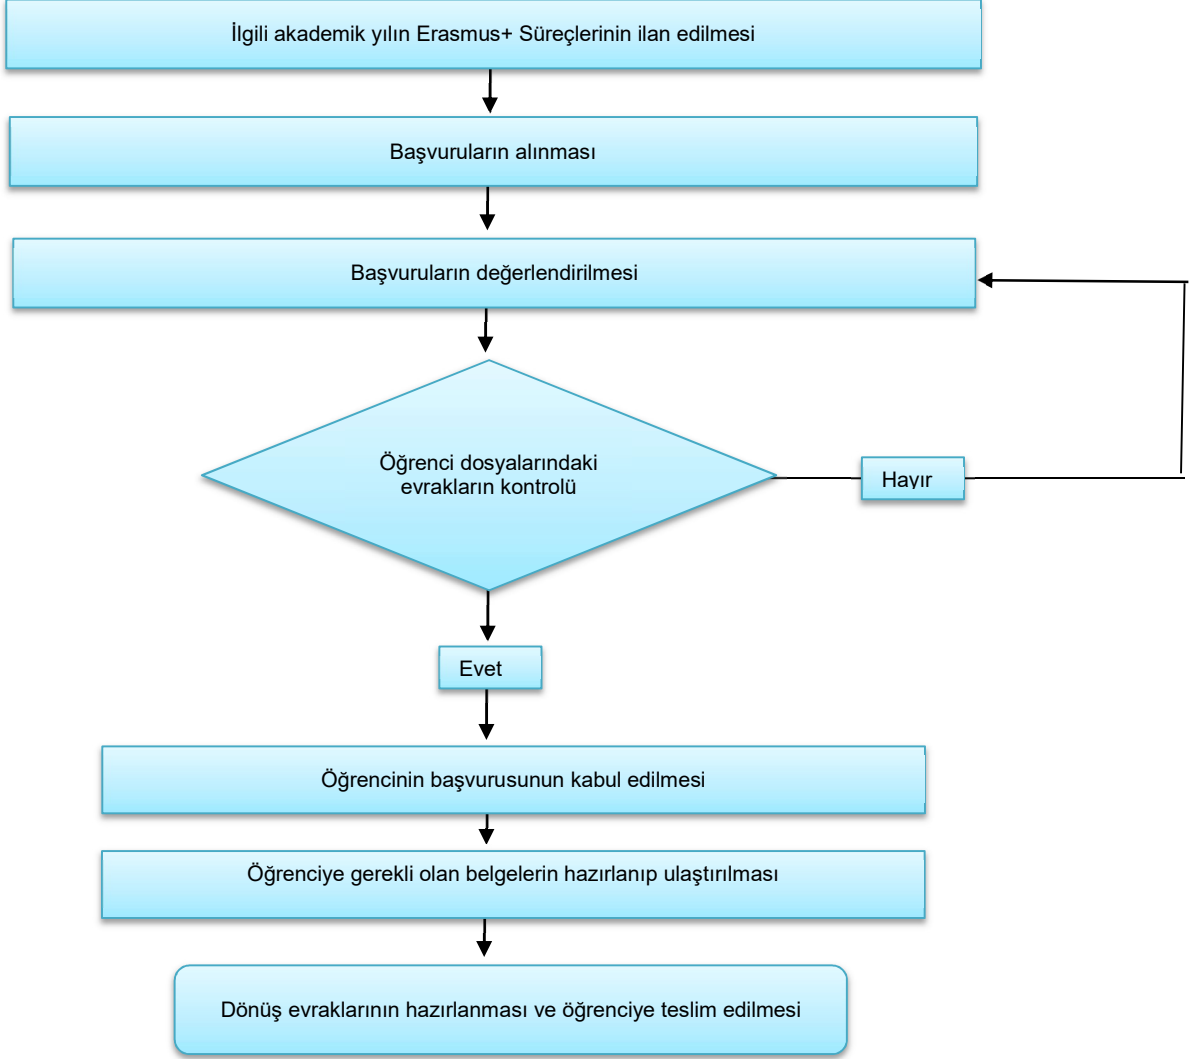 İlgili akademik yılın Erasmus+ Süreçlerinin ilan edilmesi
Başvuruların alınması
Başvuruların değerlendirilmesi
Öğrenci dosyalarındaki
evrakların kontrolü
Hayır
Evet
Öğrencinin başvurusunun kabul edilmesi
Öğrenciye gerekli olan belgelerin hazırlanıp ulaştırılması
Dönüş evraklarının hazırlanması ve öğrenciye teslim edilmesi